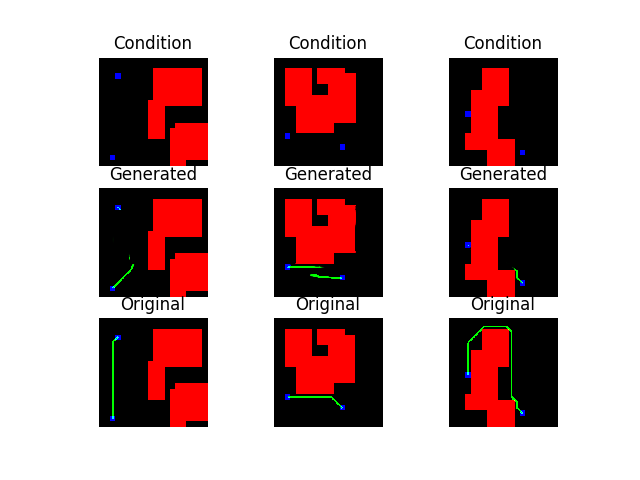 Condition Condition Condition
Generated Generated Generated
Original Original Original